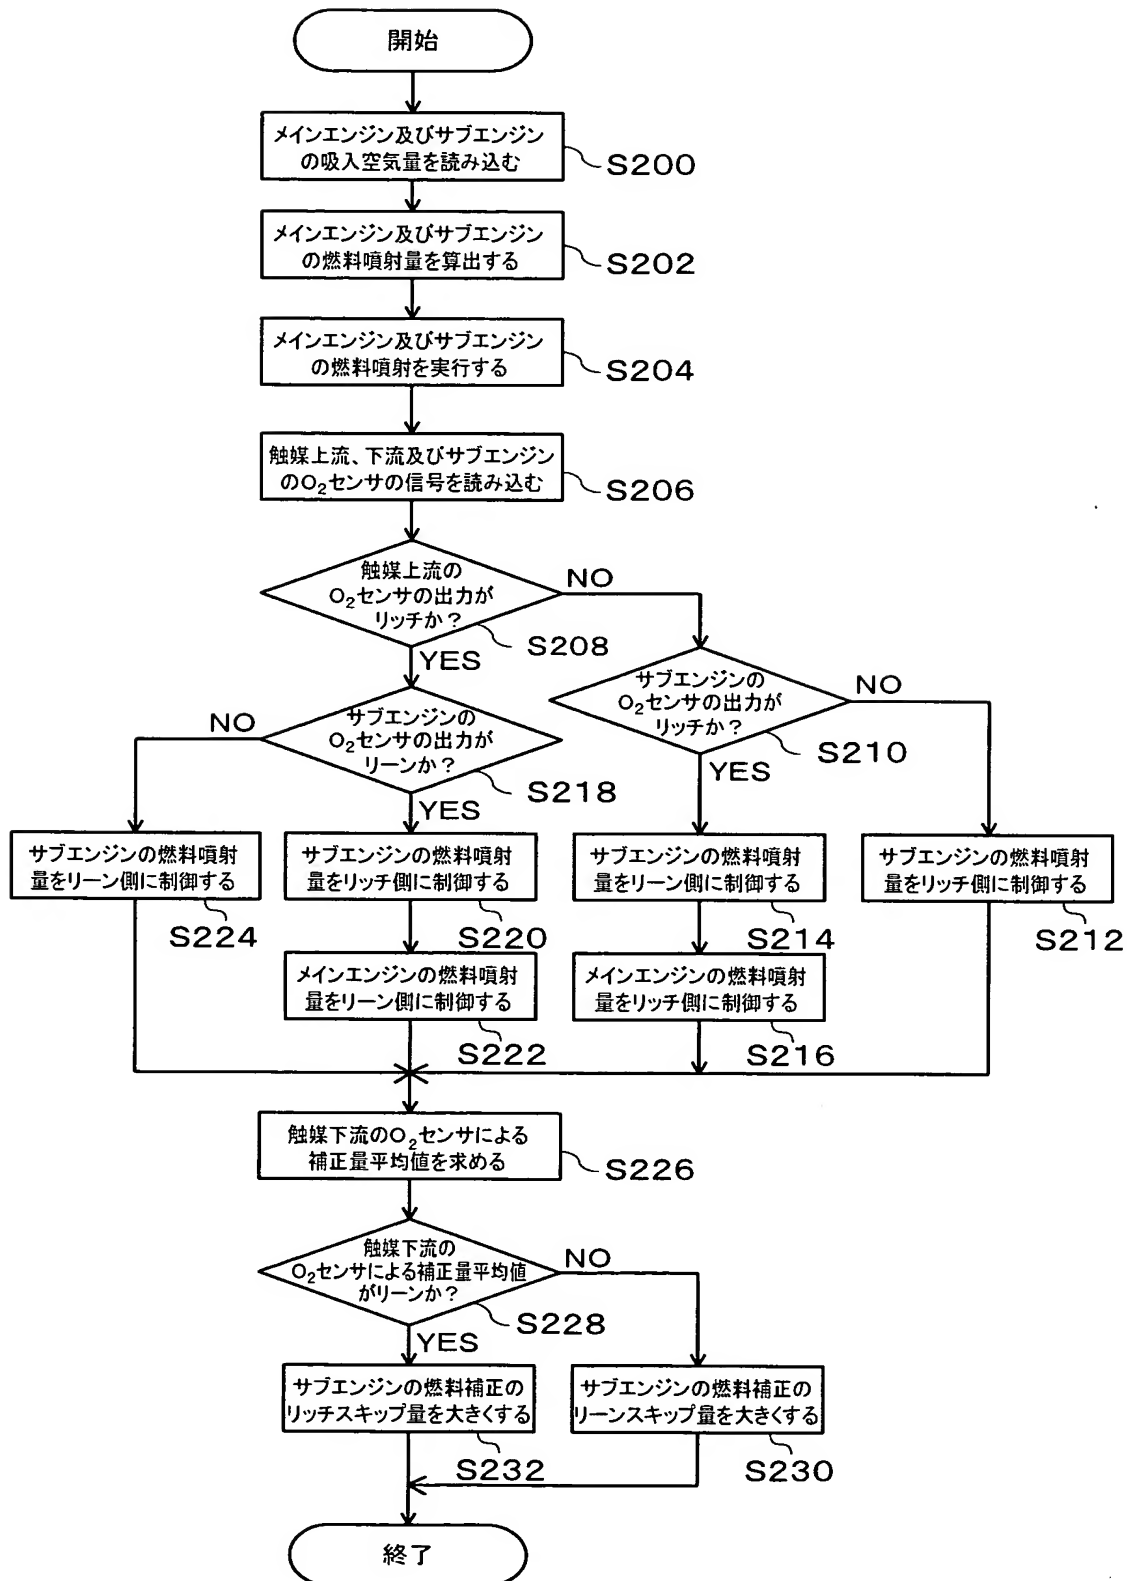 開始
メインエンジン及びサブエンジン
の吸入空気量を読み込む
S200
メインエンジン及びサブエンジン
の燃料噴射量を算出する
S202
メインエンジン及びサブエンジン
の燃料噴射を実行する
S204
触媒上流、下流及びサブエンジン
のO₂センサの信号を読み込む
S206
触媒上流の
O₂センサの出力が
リッチか?
S208
NO
YES
サブエンジンの
O₂センサの出力が
リッチか?
S210
NO
YES
サブエンジンの
O₂センサの出力が
リーンか?
S218
NO
YES
サブエンジンの燃料噴射
量をリーン側に制御する
S224
サブエンジンの燃料噴射
量をリッチ側に制御する
S220
サブエンジンの燃料噴射
量をリーン側に制御する
S214
サブエンジンの燃料噴射
量をリッチ側に制御する
S212
メインエンジンの燃料噴射
量をリーン側に制御する
S222
メインエンジンの燃料噴射
量をリッチ側に制御する
S216
触媒下流のO₂センサによる
補正量平均値を求める
S226
触媒下流の
O₂センサによる補正量平均値
がリーンか?
S228
NO
YES
サブエンジンの燃料補正の
リッチスキップ量を大きくする
S232
サブエンジンの燃料補正の
リーンスキップ量を大きくする
S230
終了